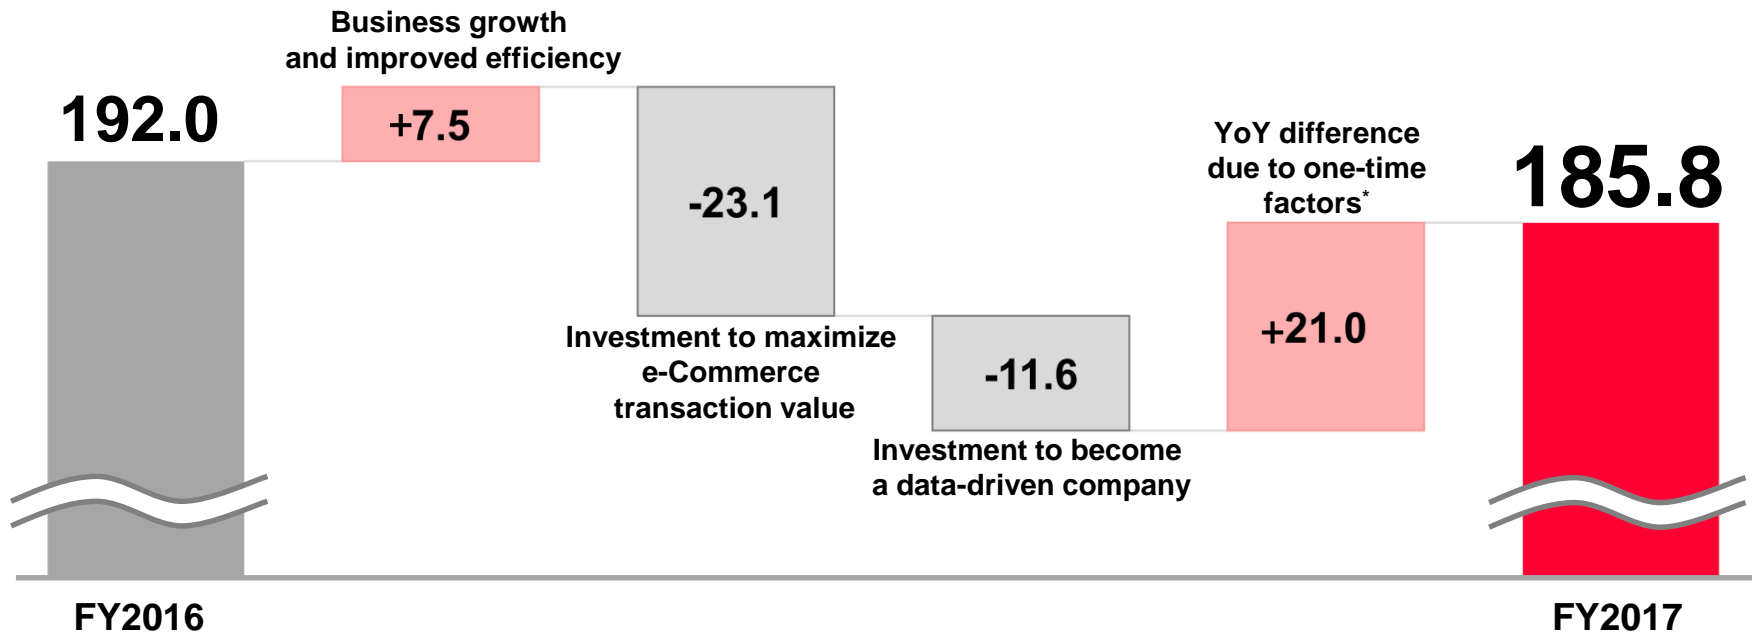 Business growth
and improved efficiency
192.0
+7.5
-23.1
Investment to maximize
e-Commerce
transaction value
-11.6
Investment to become
a data-driven company
YoY difference
due to one-time
factors*
+21.0
185.8
FY2016
FY2017